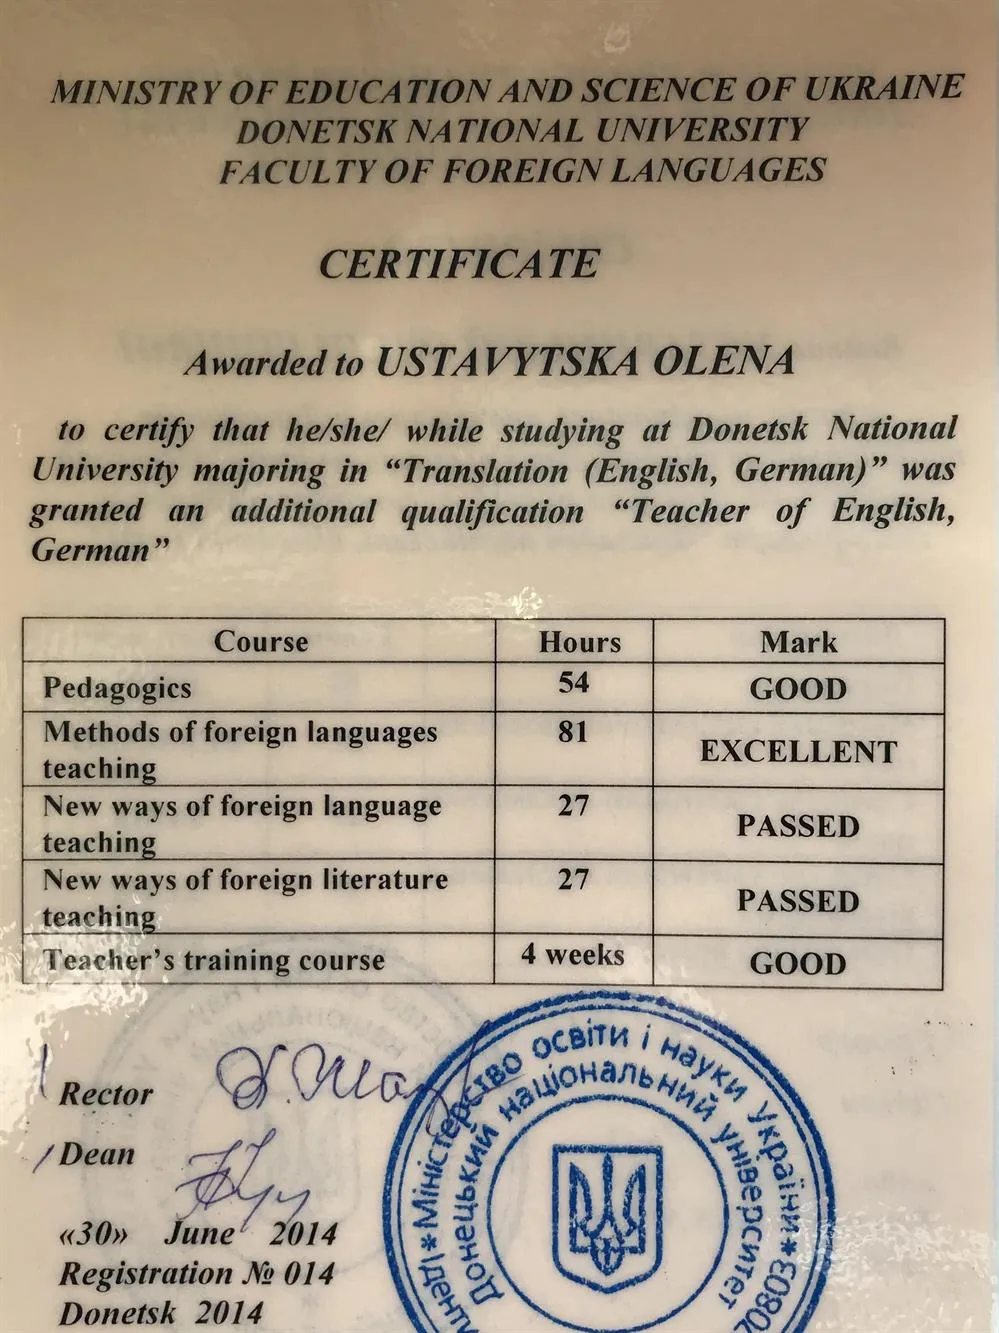 MINISTRY OF EDUCATION AND SCIENCE OF UKRAINE
DONETSK NATIONAL UNIVERSITY
FACULTY OF FOREIGN LANGUAGES
CERTIFICATE
Awarded to USTAVYTSKA OLENA
to certify that he/she/ while studying at Donetsk National
University majoring in “Translation (English, German)” was
granted an additional qualification “Teacher of English,
German”
Course Hours Mark
Pedagogics 54 GOOD
Methods of foreign languages
teaching 81 EXCELLENT
New ways of foreign language
teaching 27 PASSED
New ways of foreign literature
teaching 27 PASSED
Teacher’s training course 4 weeks GOOD
Rector
Dean
«30» June 2014
Registration № 014
Donetsk 2014
* Міністерство освіти і науки України *
Донецький національний університет